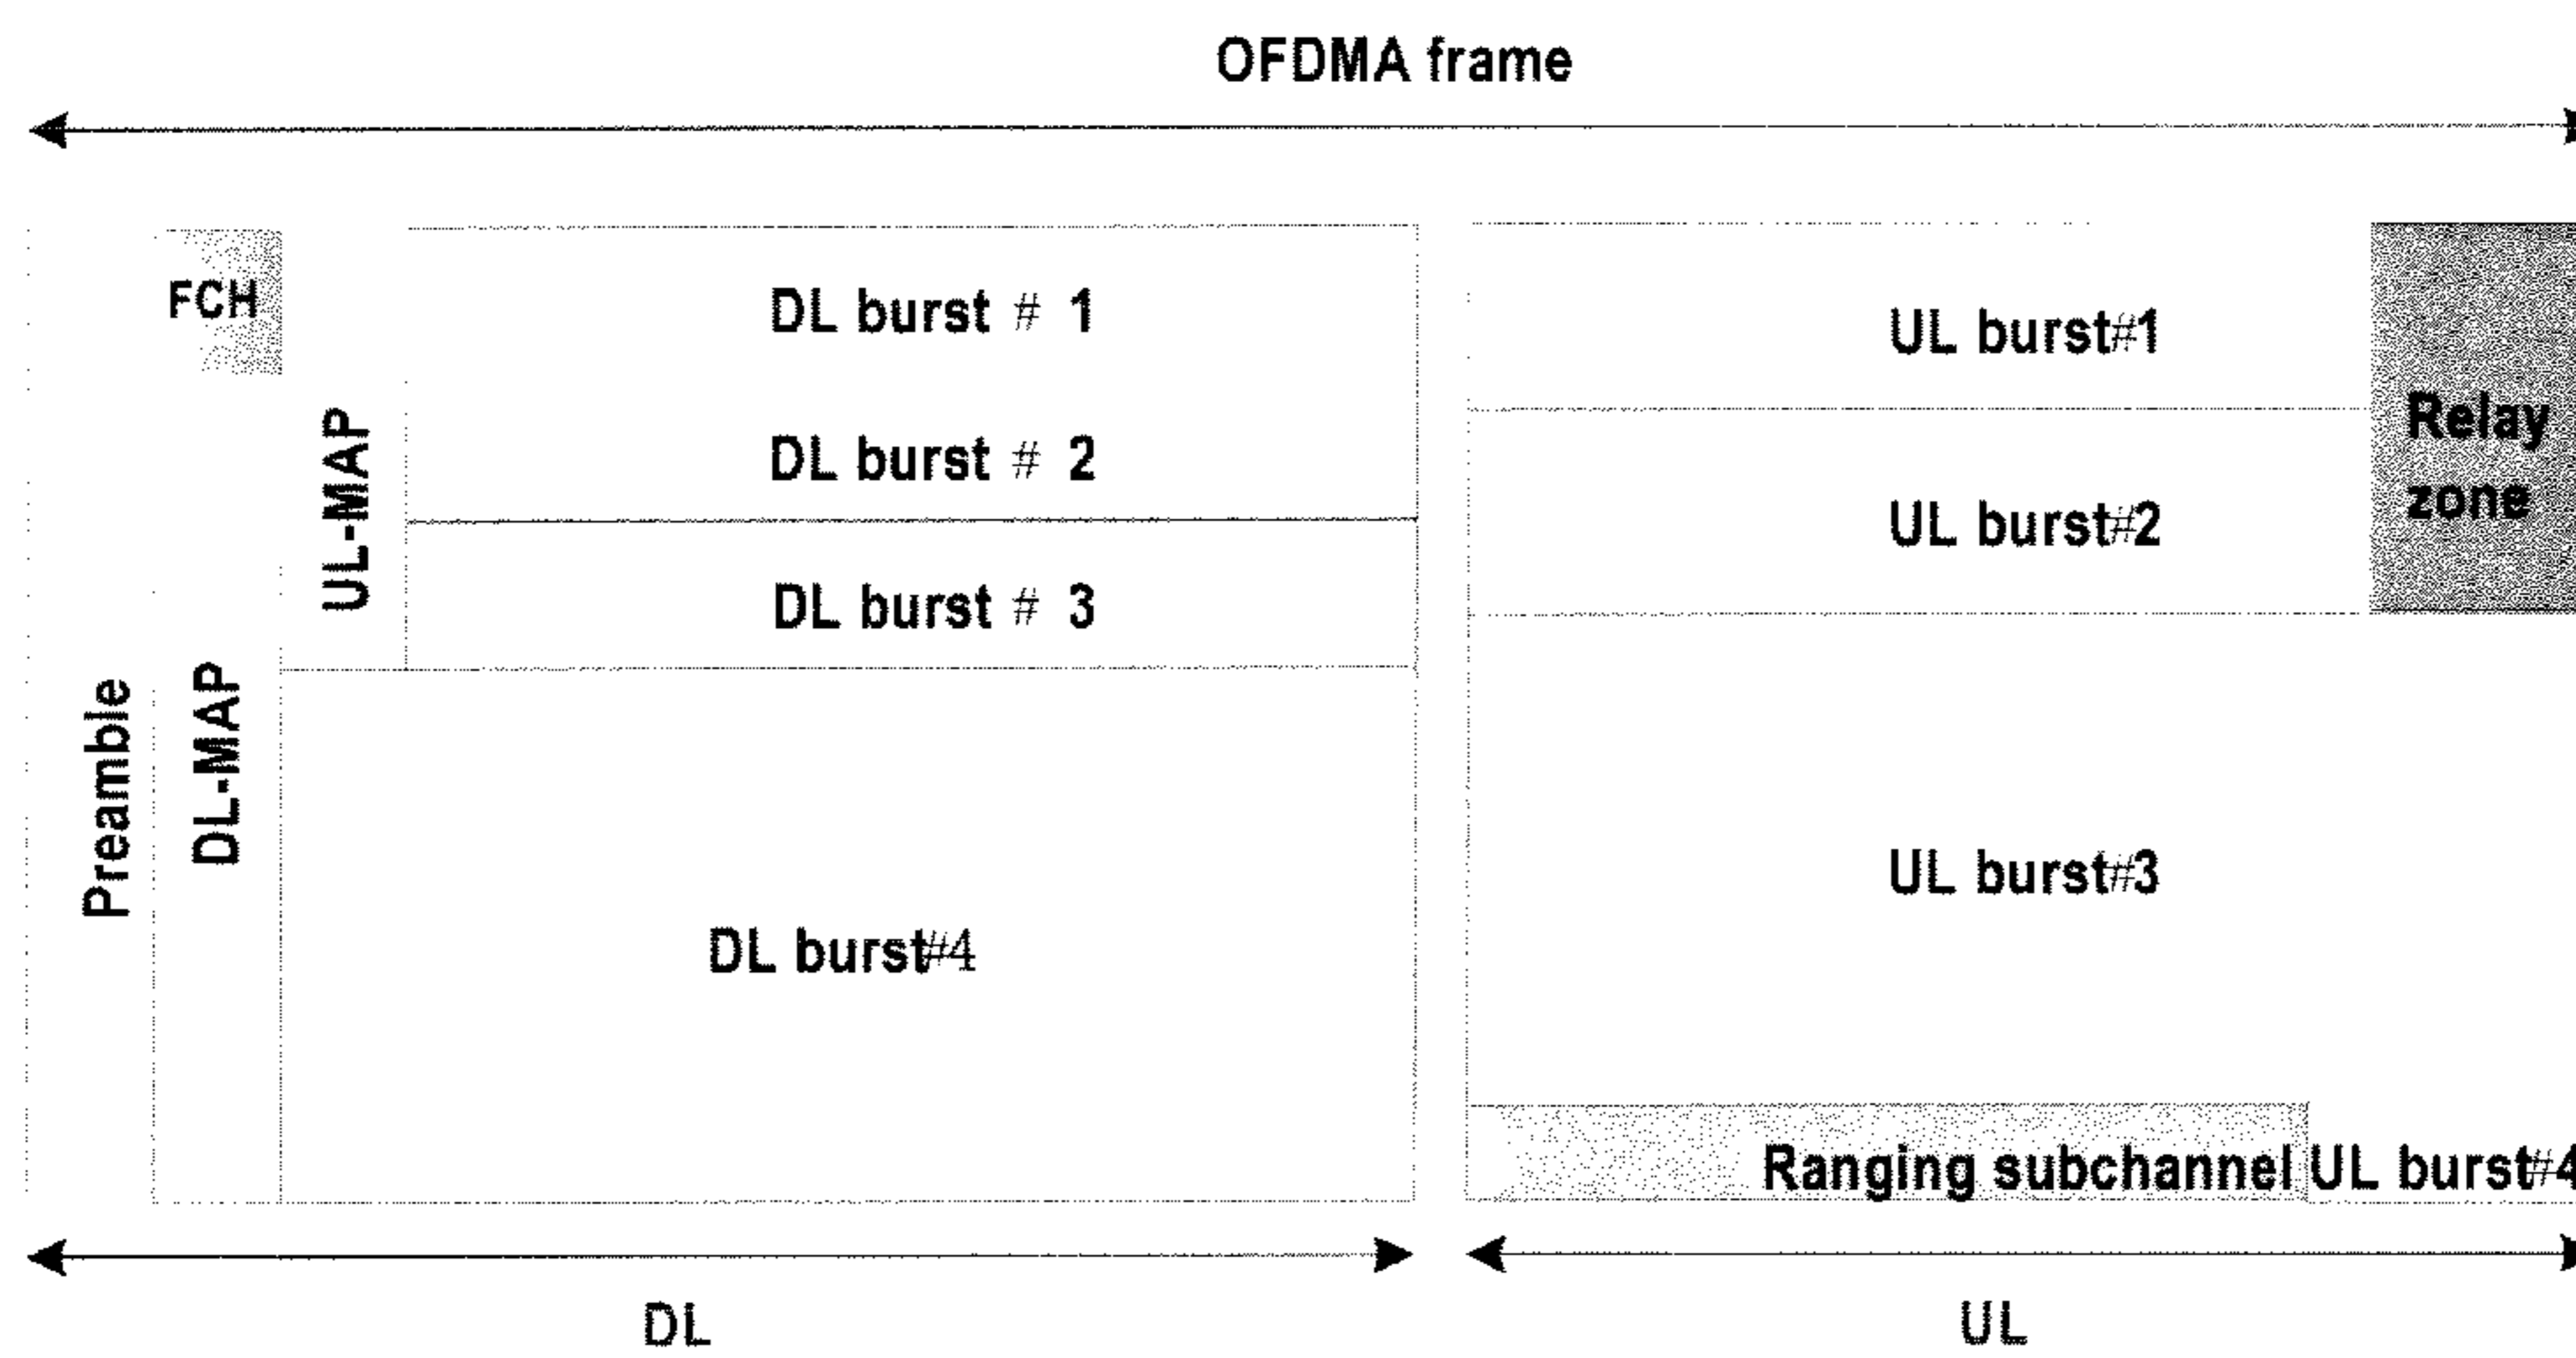 OFDMA frame
FCH
DL burst # 1
UL burst#1
Relay
zone
UL-MAP
DL burst # 2
UL burst#2
DL burst # 3
Preamble
DL-MAP
UL burst#3
DL burst#4
Ranging subchannel UL burst#4
DL
UL